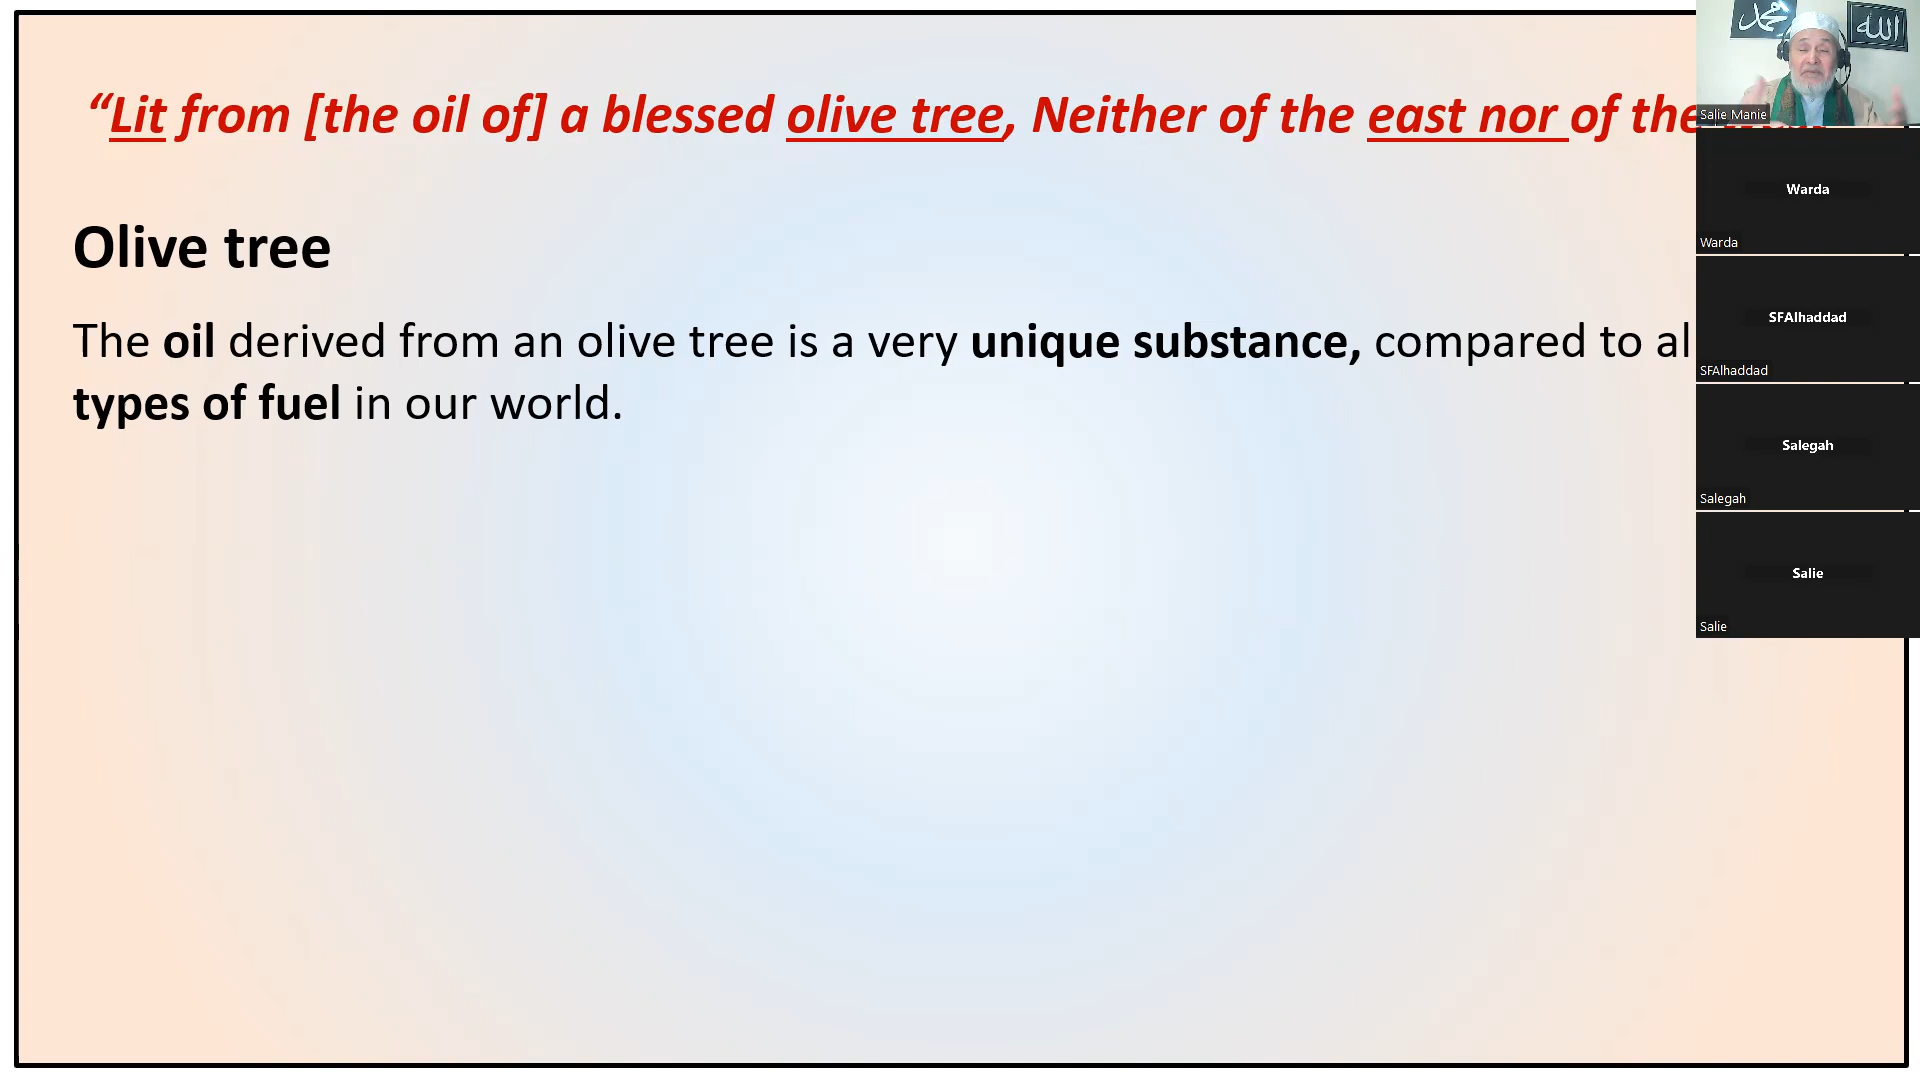 “Lit from [the oil of] a blessed olive tree, Neither of the east nor of the
Olive tree
The oil derived from an olive tree is a very unique substance, compared to al
types of fuel in our world.
محمد
الله
Salie Manie
Warda
Warda
SFAlhaddad
SFAlhaddad
Salegah
Salegah
Salie
Salie